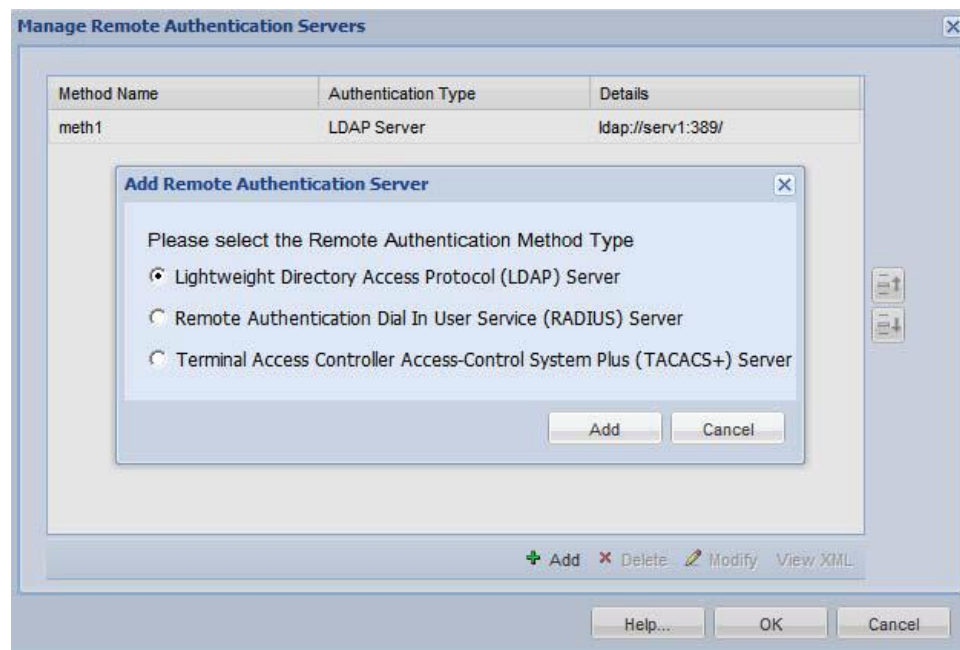 Manage Remote Authentication Servers
Method Name Authentication Type Details
meth1 LDAP Server ldap://serv1:389/
Add Remote Authentication Server
Please select the Remote Authentication Method Type
Lightweight Directory Access Protocol (LDAP) Server
Remote Authentication Dial In User Service (RADIUS) Server
Terminal Access Controller Access-Control System Plus (TACACS+) Server
Add Cancel
Add Delete Modify View XML
Help... OK Cancel